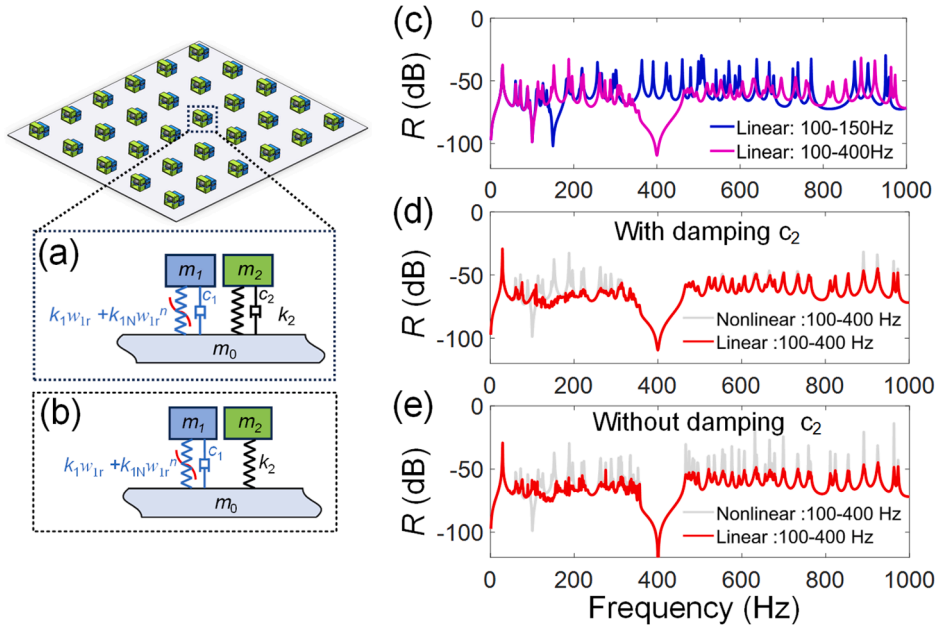 (a)
m1
m2
c1
c2
k1w1r +k1Nw1rⁿ
k2
m0
(b)
m1
m2
c1
k1w1r +k1Nw1rⁿ
k2
m0
(c)
R (dB)
0
-50
-100
Linear: 100-150Hz
Linear: 100-400Hz
0 200 400 600 800 1000
(d)
R (dB)
0
-50
-100
With damping c2
Nonlinear :100-400 Hz
Linear :100-400 Hz
0 200 400 600 800 1000
(e)
R (dB)
0
-50
-100
Without damping c2
Nonlinear :100-400 Hz
Linear :100-400 Hz
0 200 400 600 800 1000
Frequency (Hz)